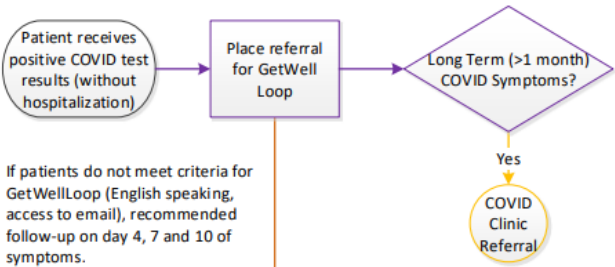 Patient receives
positive COVID test
results (without
hospitalization)
Place referral
for GetWell
Loop
Long Term (>1 month)
COVID Symptoms?
If patients do not meet criteria for
GetWellLoop (English speaking,
access to email), recommended
follow-up on day 4, 7 and 10 of
symptoms.
Yes
COVID
Clinic
Referral